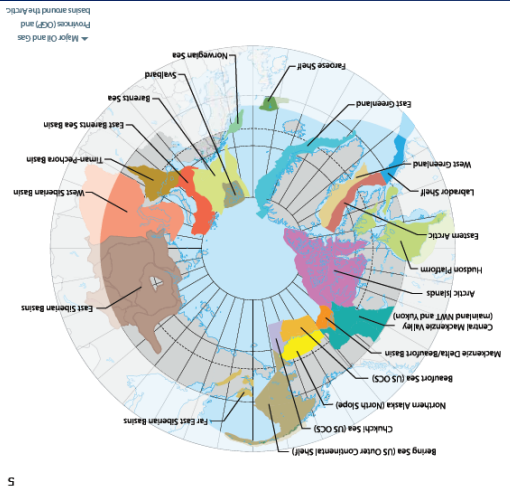 5
Bering Sea (US Outer Continental Shelf)
Chukchi Sea (US OCS)
Far East Siberian Basins
Northern Alaska (North Slope)
Beaufort Sea (US OCS)
Mackenzie Delta/Beaufort Basin
Central Mackenzie Valley
(mainland NWT and Yukon)
East Siberian Basins
Arctic Islands
Hudson Platform
Eastern Arctic
West Siberian Basin
Labrador Shelf
West Greenland
Timan-Pechora Basin
East Barents Sea Basin
East Greenland
Barents Sea
Svalbard
Faroese Shelf
Norwegian Sea
Major Oil and Gas
Provinces (OGP) and
basins around the Arctic